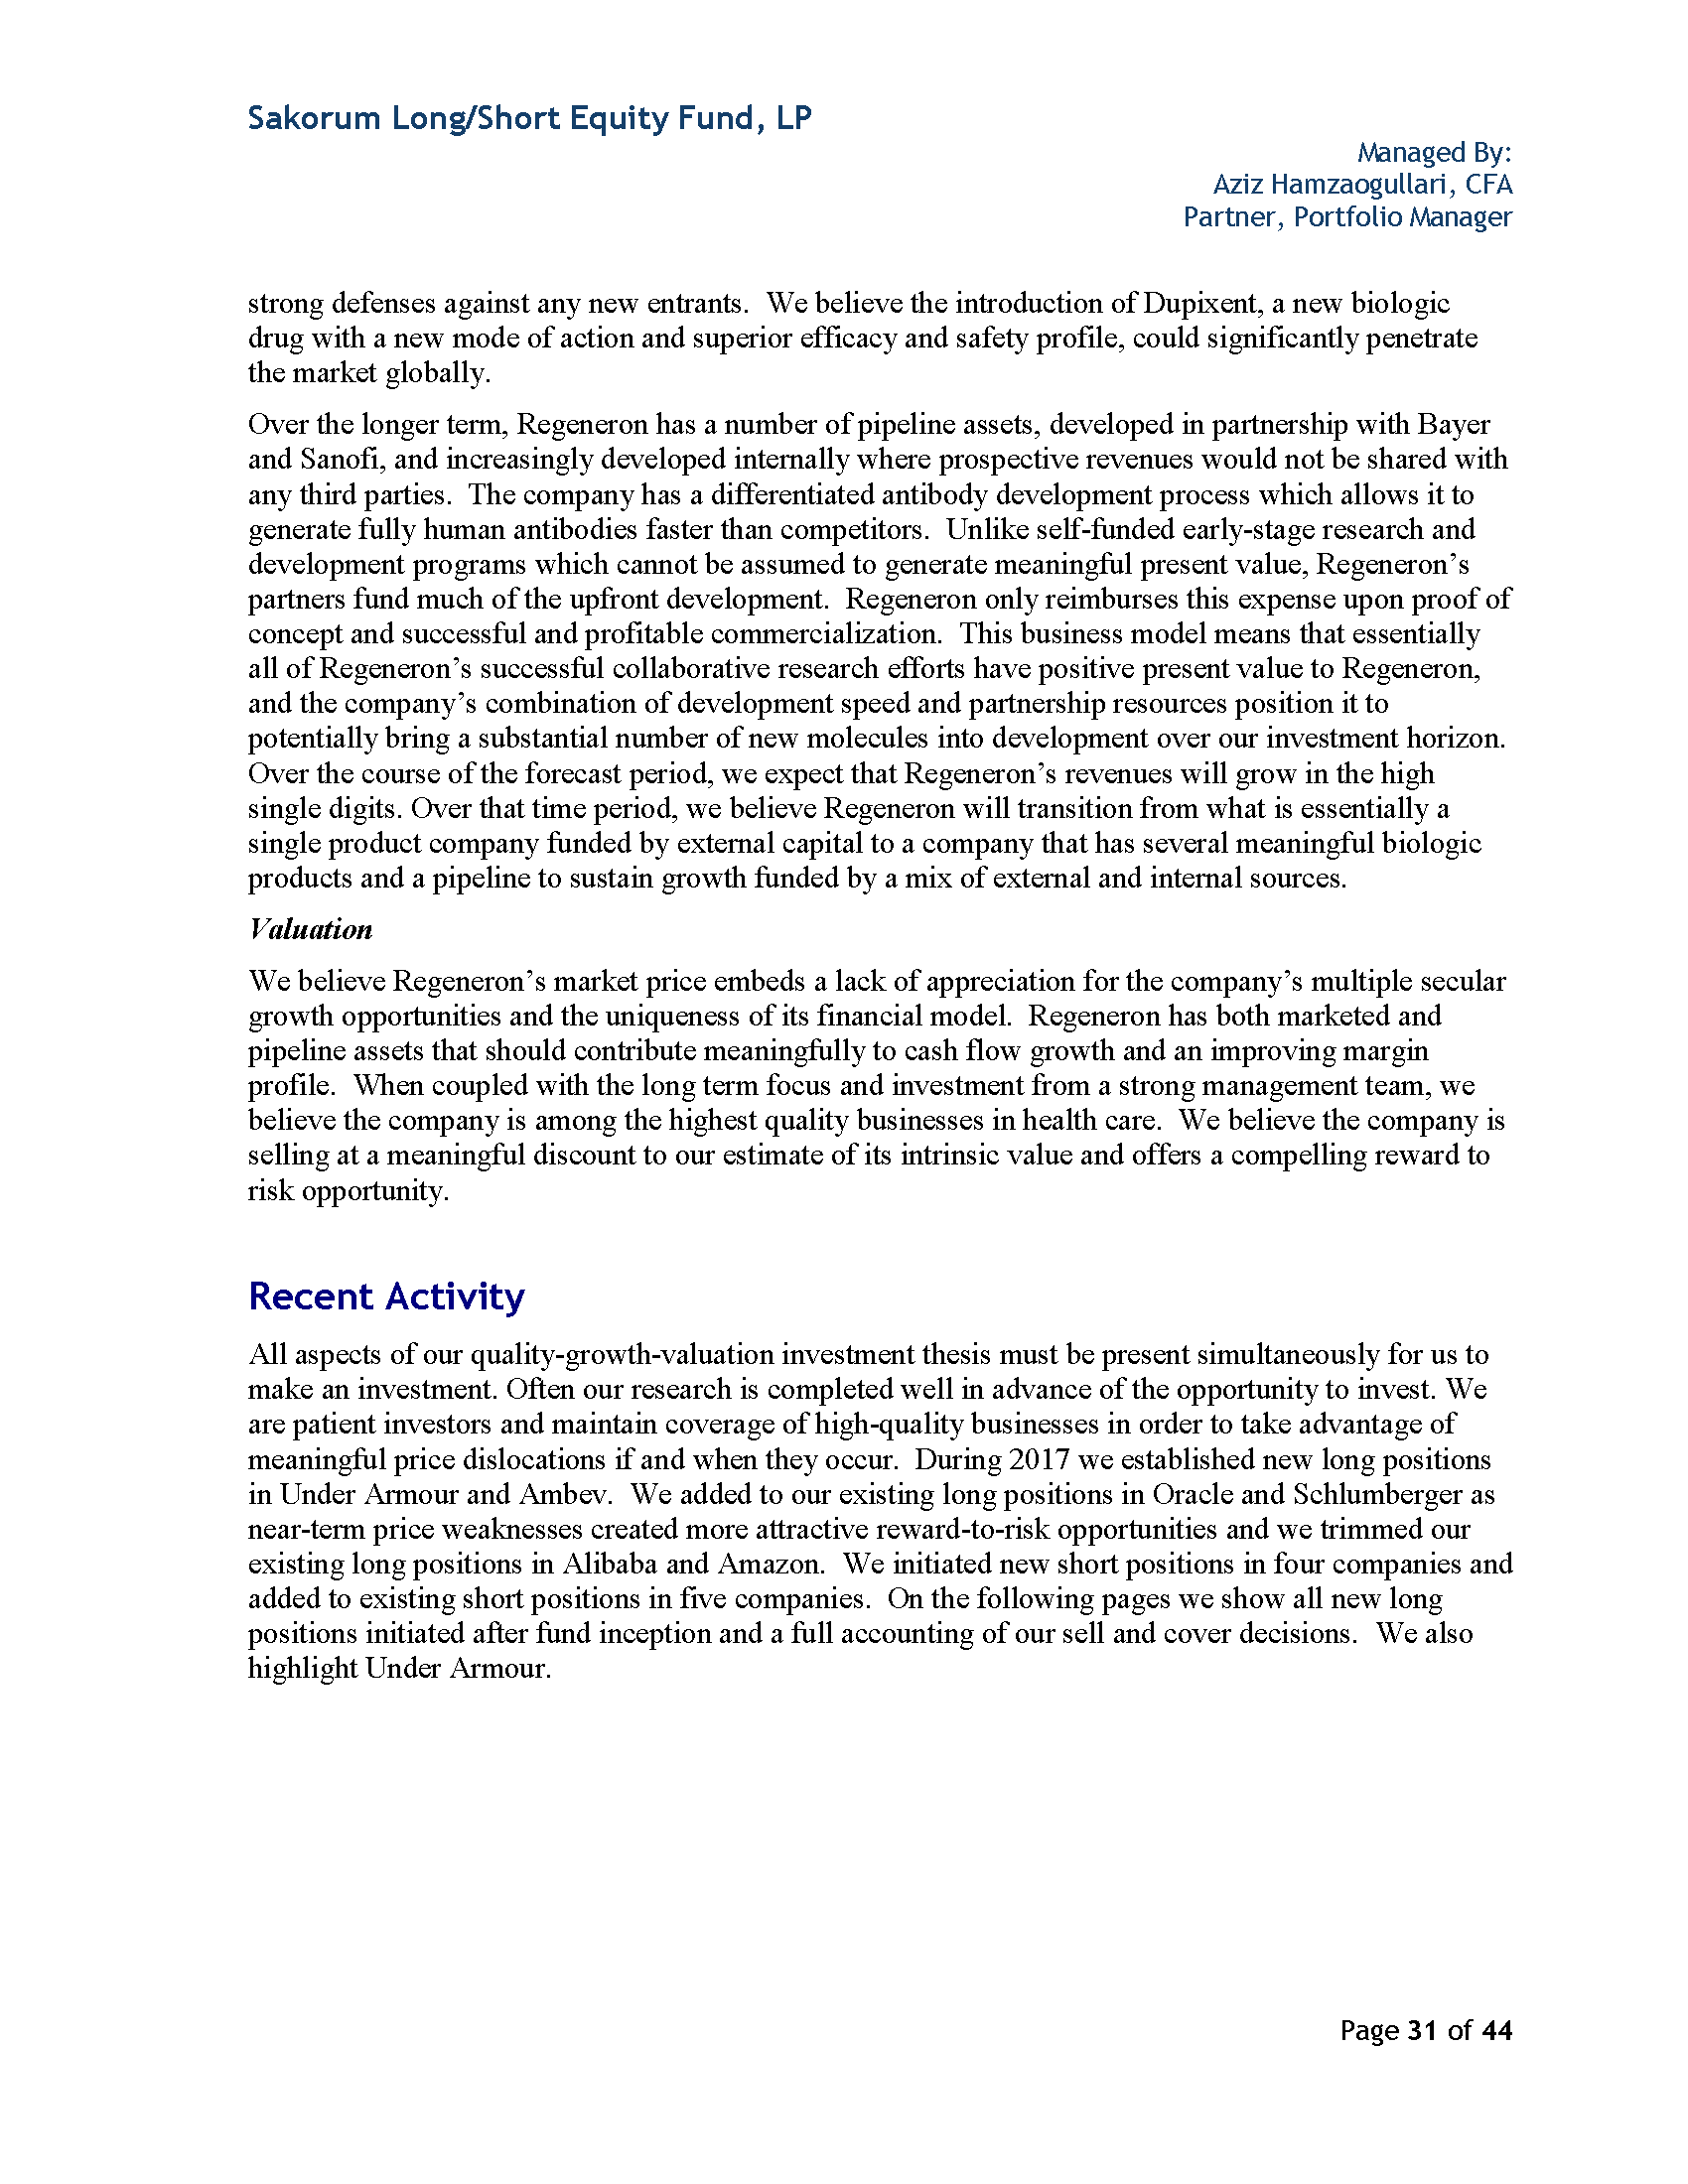 Sakorum Long/Short Equity Fund, LP
Managed By:
Aziz Hamzaogullari, CFA
Partner, Portfolio Manager
strong defenses against any new entrants.  We believe the introduction of Dupixent, a new biologic
drug with a new mode of action and superior efficacy and safety profile, could significantly penetrate
the market globally.
Over the longer term, Regeneron has a number of pipeline assets, developed in partnership with Bayer
and Sanofi, and increasingly developed internally where prospective revenues would not be shared with
any third parties.  The company has a differentiated antibody development process which allows it to
generate fully human antibodies faster than competitors.  Unlike self-funded early-stage research and
development programs which cannot be assumed to generate meaningful present value, Regeneron’s
partners fund much of the upfront development.  Regeneron only reimburses this expense upon proof of
concept and successful and profitable commercialization.  This business model means that essentially
all of Regeneron’s successful collaborative research efforts have positive present value to Regeneron,
and the company’s combination of development speed and partnership resources position it to
potentially bring a substantial number of new molecules into development over our investment horizon.
Over the course of the forecast period, we expect that Regeneron’s revenues will grow in the high
single digits. Over that time period, we believe Regeneron will transition from what is essentially a
single product company funded by external capital to a company that has several meaningful biologic
products and a pipeline to sustain growth funded by a mix of external and internal sources.
Valuation
We believe Regeneron’s market price embeds a lack of appreciation for the company’s multiple secular
growth opportunities and the uniqueness of its financial model.  Regeneron has both marketed and
pipeline assets that should contribute meaningfully to cash flow growth and an improving margin
profile.  When coupled with the long term focus and investment from a strong management team, we
believe the company is among the highest quality businesses in health care.  We believe the company is
selling at a meaningful discount to our estimate of its intrinsic value and offers a compelling reward to
risk opportunity.
Recent Activity
All aspects of our quality-growth-valuation investment thesis must be present simultaneously for us to
make an investment. Often our research is completed well in advance of the opportunity to invest. We
are patient investors and maintain coverage of high-quality businesses in order to take advantage of
meaningful price dislocations if and when they occur.  During 2017 we established new long positions
in Under Armour and Ambev.  We added to our existing long positions in Oracle and Schlumberger as
near-term price weaknesses created more attractive reward-to-risk opportunities and we trimmed our
existing long positions in Alibaba and Amazon.  We initiated new short positions in four companies and
added to existing short positions in five companies.  On the following pages we show all new long
positions initiated after fund inception and a full accounting of our sell and cover decisions.  We also
highlight Under Armour.
Page 31 of 44